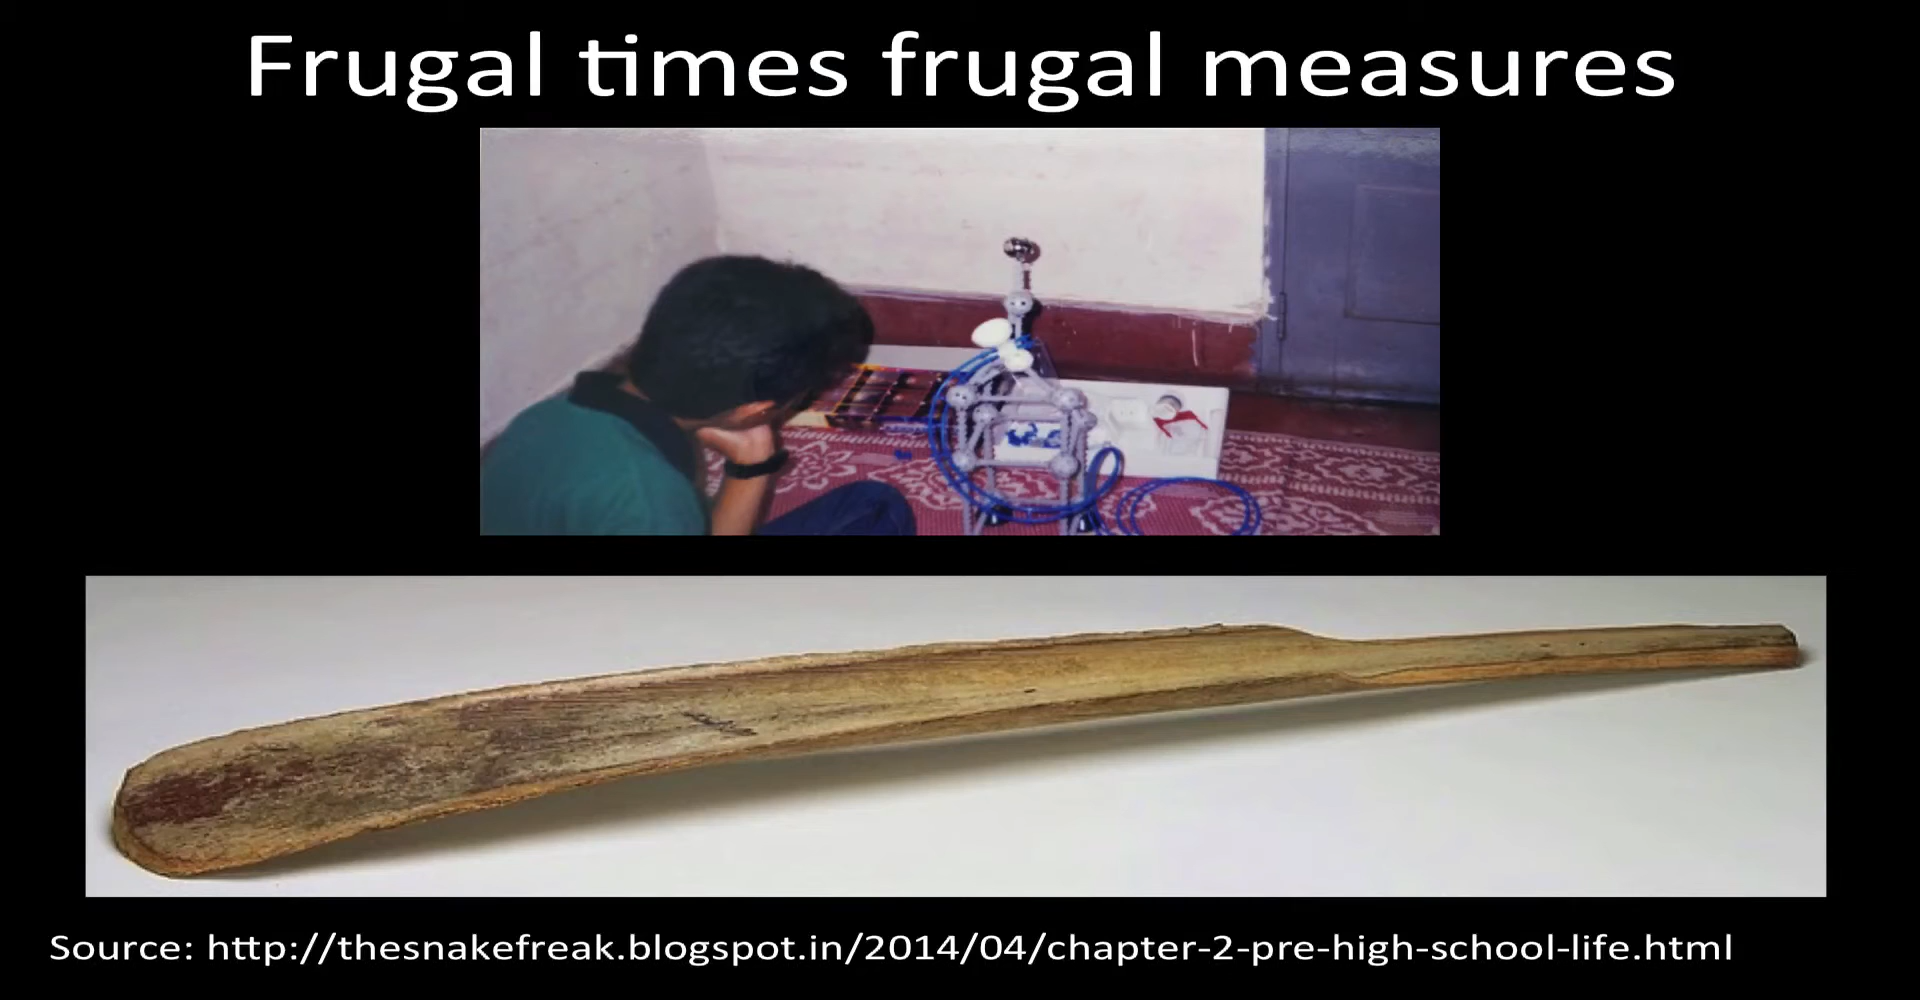 Frugal times frugal measures
Source: http://thesnakefreak.blogspot.in/2014/04/chapter-2-pre-high-school-life.html